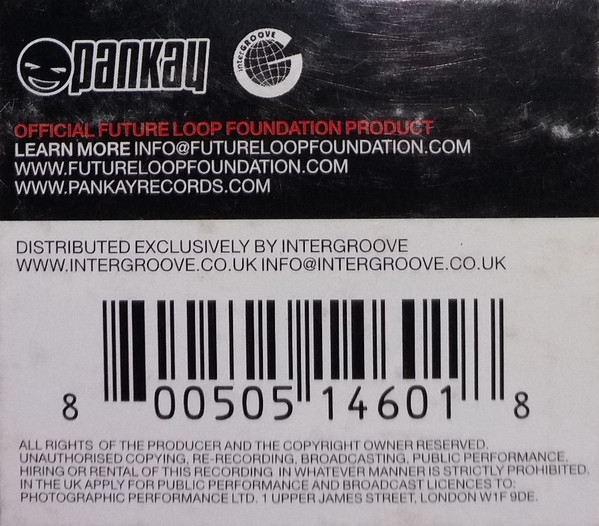 pankay
interGROOVE
OFFICIAL FUTURE LOOP FOUNDATION PRODUCT
LEARN MORE INFO@FUTURELOOPFOUNDATION.COM
WWW.FUTURELOOPFOUNDATION.COM
WWW.PANKAYRECORDS.COM
DISTRIBUTED EXCLUSIVELY BY INTERGROOVE
WWW.INTERGROOVE.CO.UK INFO@INTERGROOVE.CO.UK
8 00505 14601 8
ALL RIGHTS OF THE PRODUCER AND THE COPYRIGHT OWNER RESERVED.
UNAUTHORISED COPYING, RE-RECORDING, BROADCASTING, PUBLIC PERFORMANCE,
HIRING OR RENTAL OF THIS RECORDING IN WHATEVER MANNER IS STRICTLY PROHIBITED.
IN THE UK APPLY FOR PUBLIC PERFORMANCE AND BROADCAST LICENCES TO:
PHOTOGRAPHIC PERFORMANCE LTD. 1 UPPER JAMES STREET, LONDON W1F 9DE.